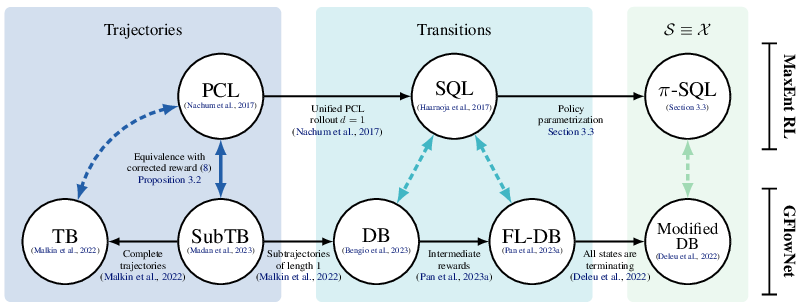 Trajectories
Transitions
𝒮 ≡ 𝒳
PCL
(Nachum et al., 2017)
SQL
(Haarnoja et al., 2017)
π-SQL
(Section 3.3)
MaxEnt RL
Unified PCL
rollout d = 1
(Nachum et al., 2017)
Policy
parametrization
Section 3.3
Equivalence with
corrected reward (8)
Proposition 3.2
TB
(Malkin et al., 2022)
SubTB
(Madan et al., 2023)
DB
(Bengio et al., 2023)
FL-DB
(Pan et al., 2023a)
Modified
DB
(Deleu et al., 2022)
GFlowNet
Complete
trajectories
(Malkin et al., 2022)
Subtrajectories
of length 1
(Malkin et al., 2022)
Intermediate
rewards
(Pan et al., 2023a)
All states are
terminating
(Deleu et al., 2022)